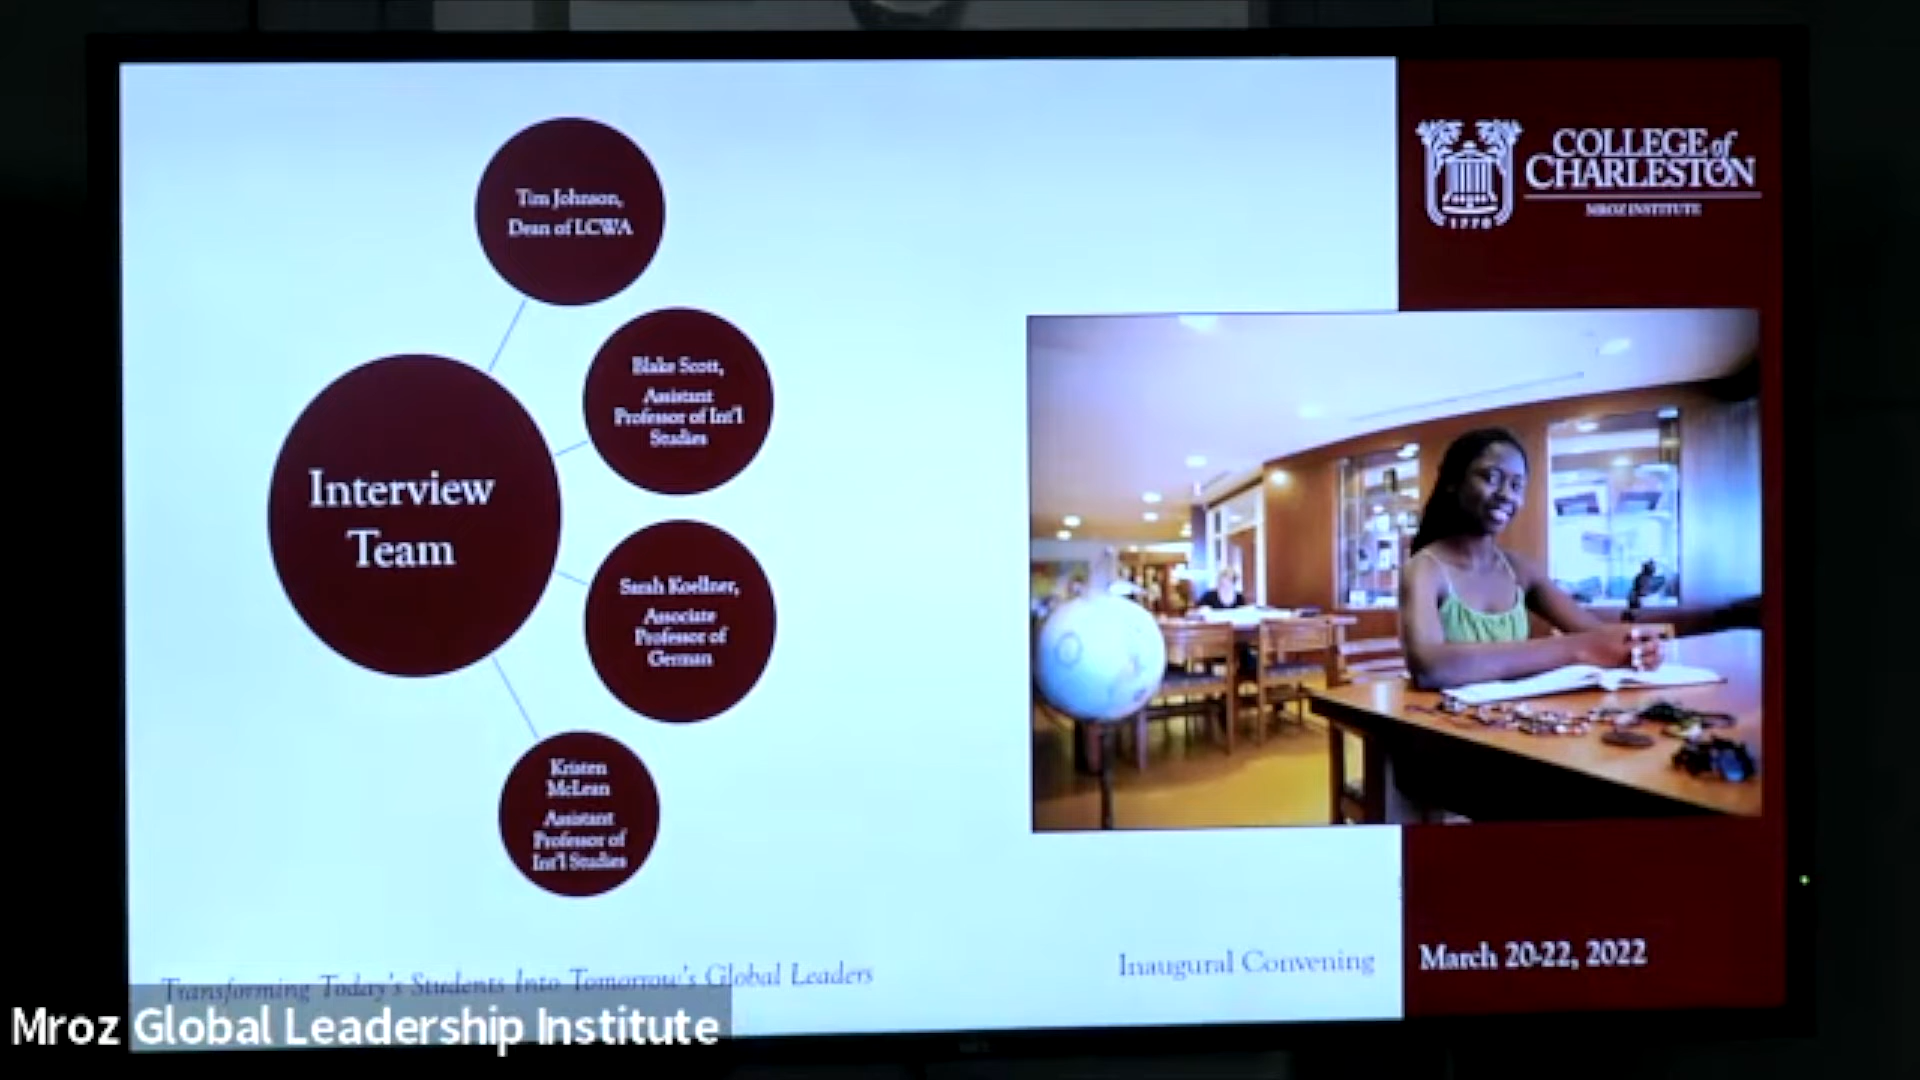 Tim Johnson,
Dean of LCWA
Blake Scott,
Assistant
Professor of Int'l
Studies
Interview
Team
Sarah Koellner,
Associate
Professor of
German
Kristen
McLean
Assistant
Professor of
Int'l Studies
COLLEGE of
CHARLESTON
MROZ INSTITUTE
1770
Transforming Today's Students Into Tomorrow's Global Leaders
Inaugural Convening
March 20-22, 2022
Mroz Global Leadership Institute